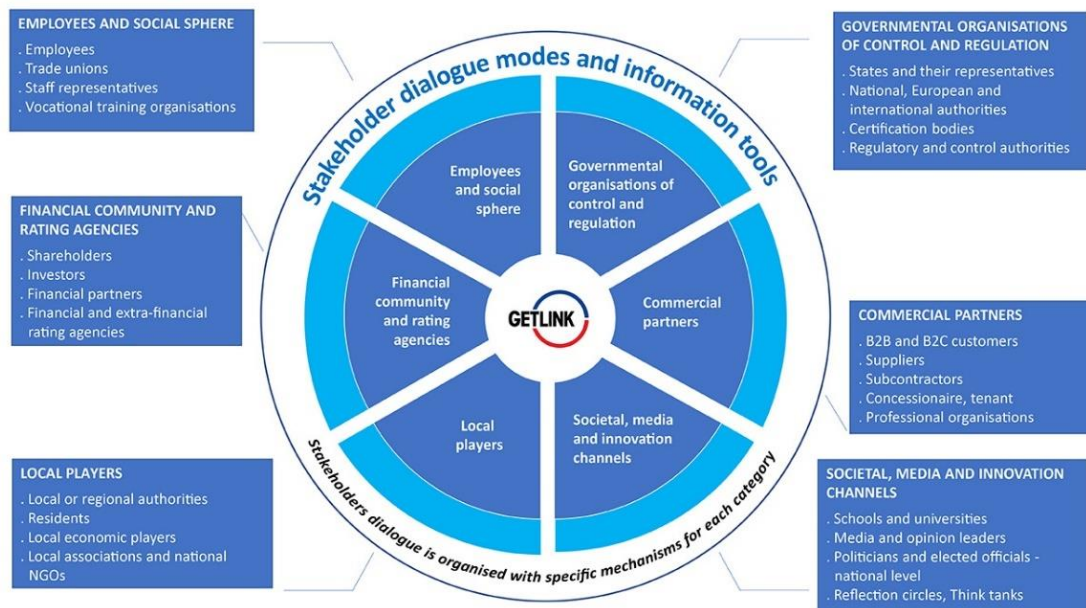 EMPLOYEES AND SOCIAL SPHERE
. Employees
. Trade unions
. Staff representatives
. Vocational training organisations
FINANCIAL COMMUNITY AND
RATING AGENCIES
. Shareholders
. Investors
. Financial partners
. Financial and extra-financial
rating agencies
LOCAL PLAYERS
. Local or regional authorities
. Residents
. Local economic players
. Local associations and national
NGOs
Stakeholder dialogue modes and information tools
Employees
and social
sphere
Governmental
organisations of
control and
regulation
Financial
community
and rating
agencies
GETLINK
Commercial
partners
Local
players
Societal, media
and innovation
channels
Stakeholders dialogue is organised with specific mechanisms for each category
GOVERNMENTAL ORGANISATIONS
OF CONTROL AND REGULATION
. States and their representatives
. National, European and
international authorities
. Certification bodies
. Regulatory and control authorities
COMMERCIAL PARTNERS
. B2B and B2C customers
. Suppliers
. Subcontractors
. Concessionaire, tenant
. Professional organisations
SOCIETAL, MEDIA AND INNOVATION
CHANNELS
. Schools and universities
. Media and opinion leaders
. Politicians and elected officials -
national level
. Reflection circles, Think tanks